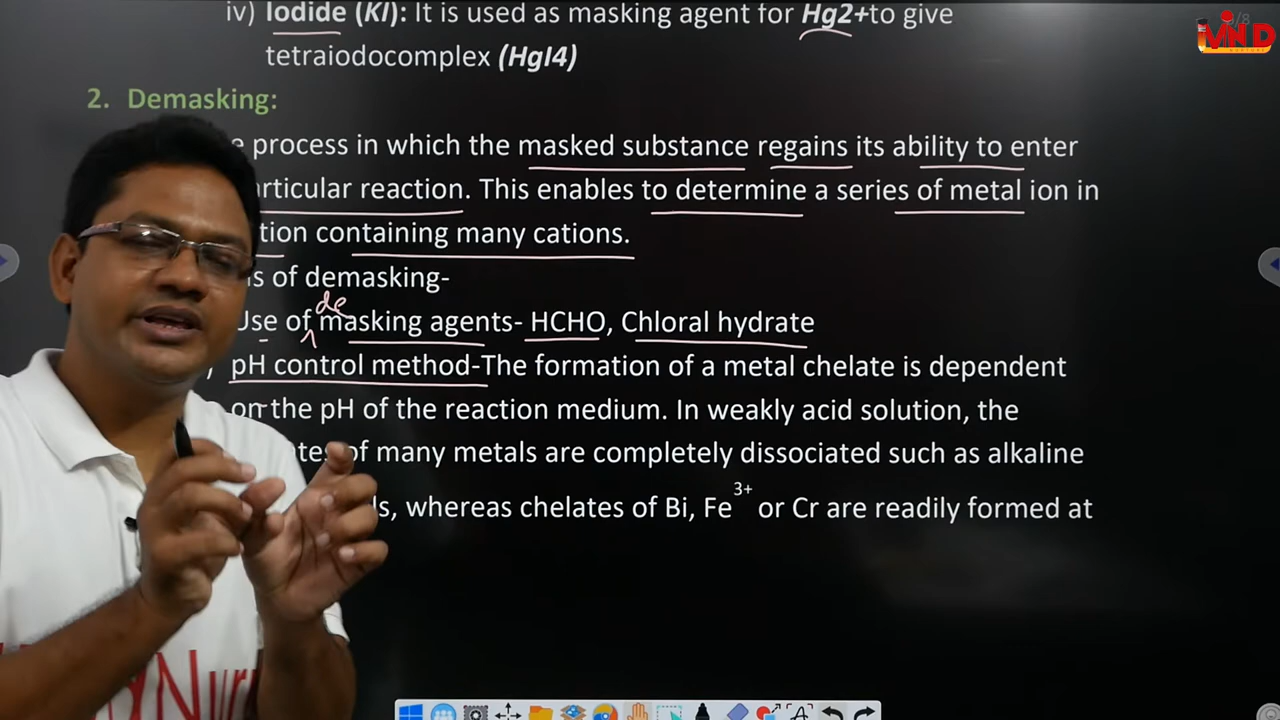 iv) Iodide (KI): It is used as masking agent for Hg2+to give
tetraiodocomplex (HgI4)
2. Demasking:
process in which the masked substance regains its ability to enter
articular reaction. This enables to determine a series of metal ion in
tion containing many cations.
s of demasking-
Use of masking agents- HCHO, Chloral hydrate
de
pH control method-The formation of a metal chelate is dependent
on the pH of the reaction medium. In weakly acid solution, the
tes of many metals are completely dissociated such as alkaline
ls, whereas chelates of Bi, Fe3+ or Cr are readily formed at